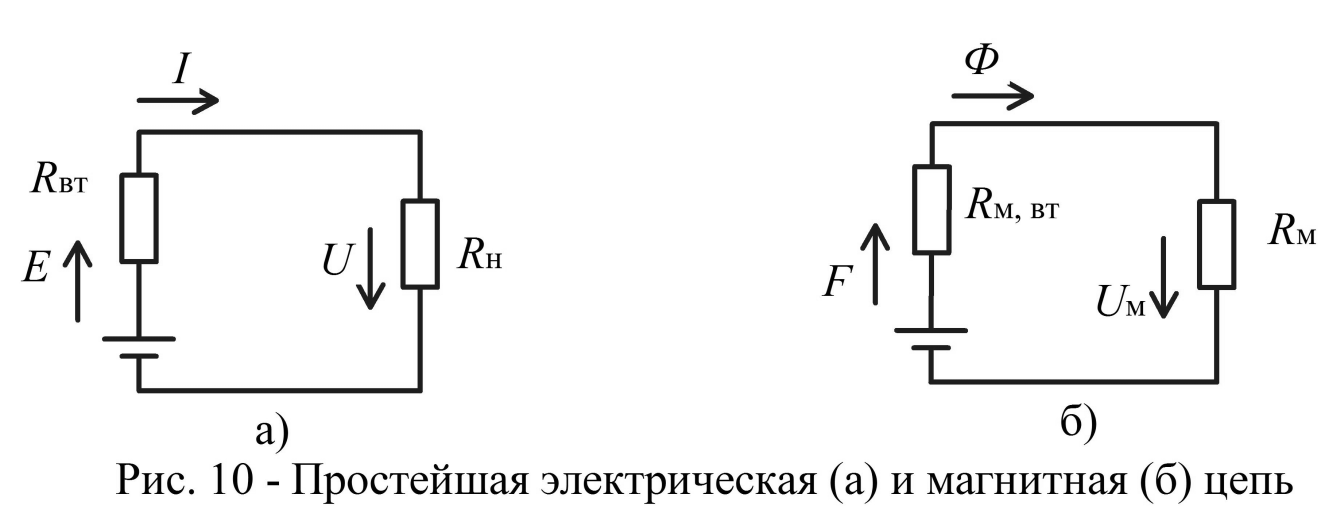 I
Rвт
E
U
Rн
а)
Ф
Rм, вт
F
Uм
Rм
б)
Рис. 10 - Простейшая электрическая (а) и магнитная (б) цепь